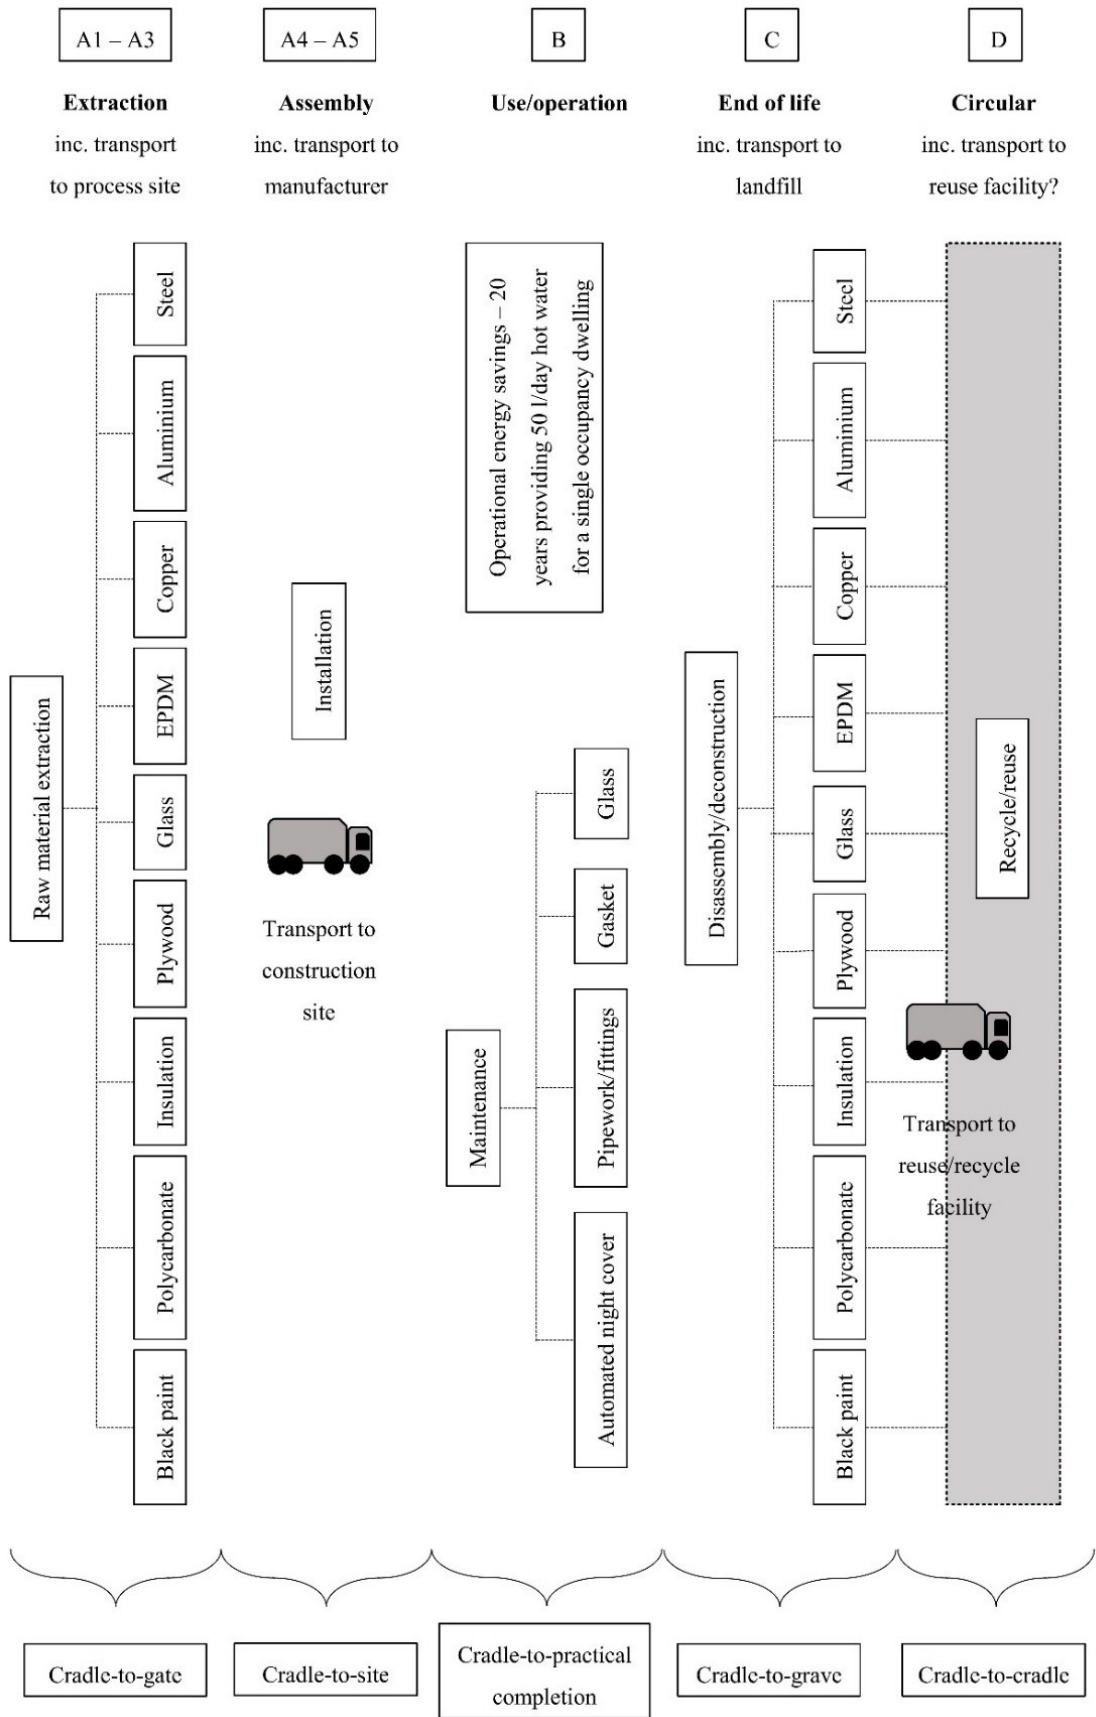 A1 – A3
A4 – A5
B
C
D
Extraction
inc. transport
to process site
Assembly
inc. transport to
manufacturer
Use/operation
End of life
inc. transport to
landfill
Circular
inc. transport to
reuse facility?
Raw material extraction
Steel
Aluminium
Copper
EPDM
Glass
Plywood
Insulation
Polycarbonate
Black paint
Installation
Transport to
construction
site
Operational energy savings – 20
years providing 50 l/day hot water
for a single occupancy dwelling
Maintenance
Glass
Gasket
Pipework/fittings
Automated night cover
Disassembly/deconstruction
Steel
Aluminium
Copper
EPDM
Glass
Plywood
Insulation
Polycarbonate
Black paint
Recycle/reuse
Transport to
reuse/recycle
facility
Cradle-to-gate
Cradle-to-site
Cradle-to-practical
completion
Cradle-to-grave
Cradle-to-cradle